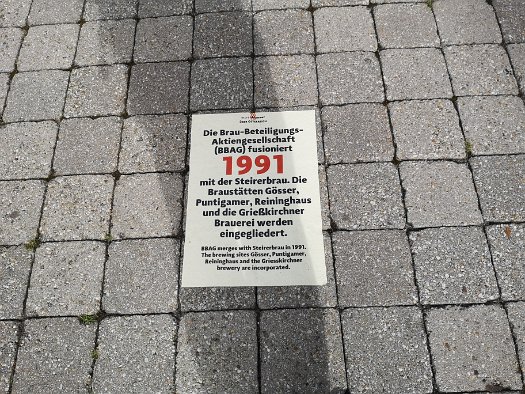 Die Brau-Beteiligungs-
Aktiengesellschaft
(BBAG) fusioniert
1991
mit der Steirerbrau. Die
Braustätten Gösser,
Puntigamer, Reininghaus
und die Grießkirchner
Brauerei werden
eingegliedert.
BBAG merges with Steirerbrau in 1991.
The brewing sites Gösser, Puntigamer,
Reininghaus and the Griesskirchner
brewery are incorporated.